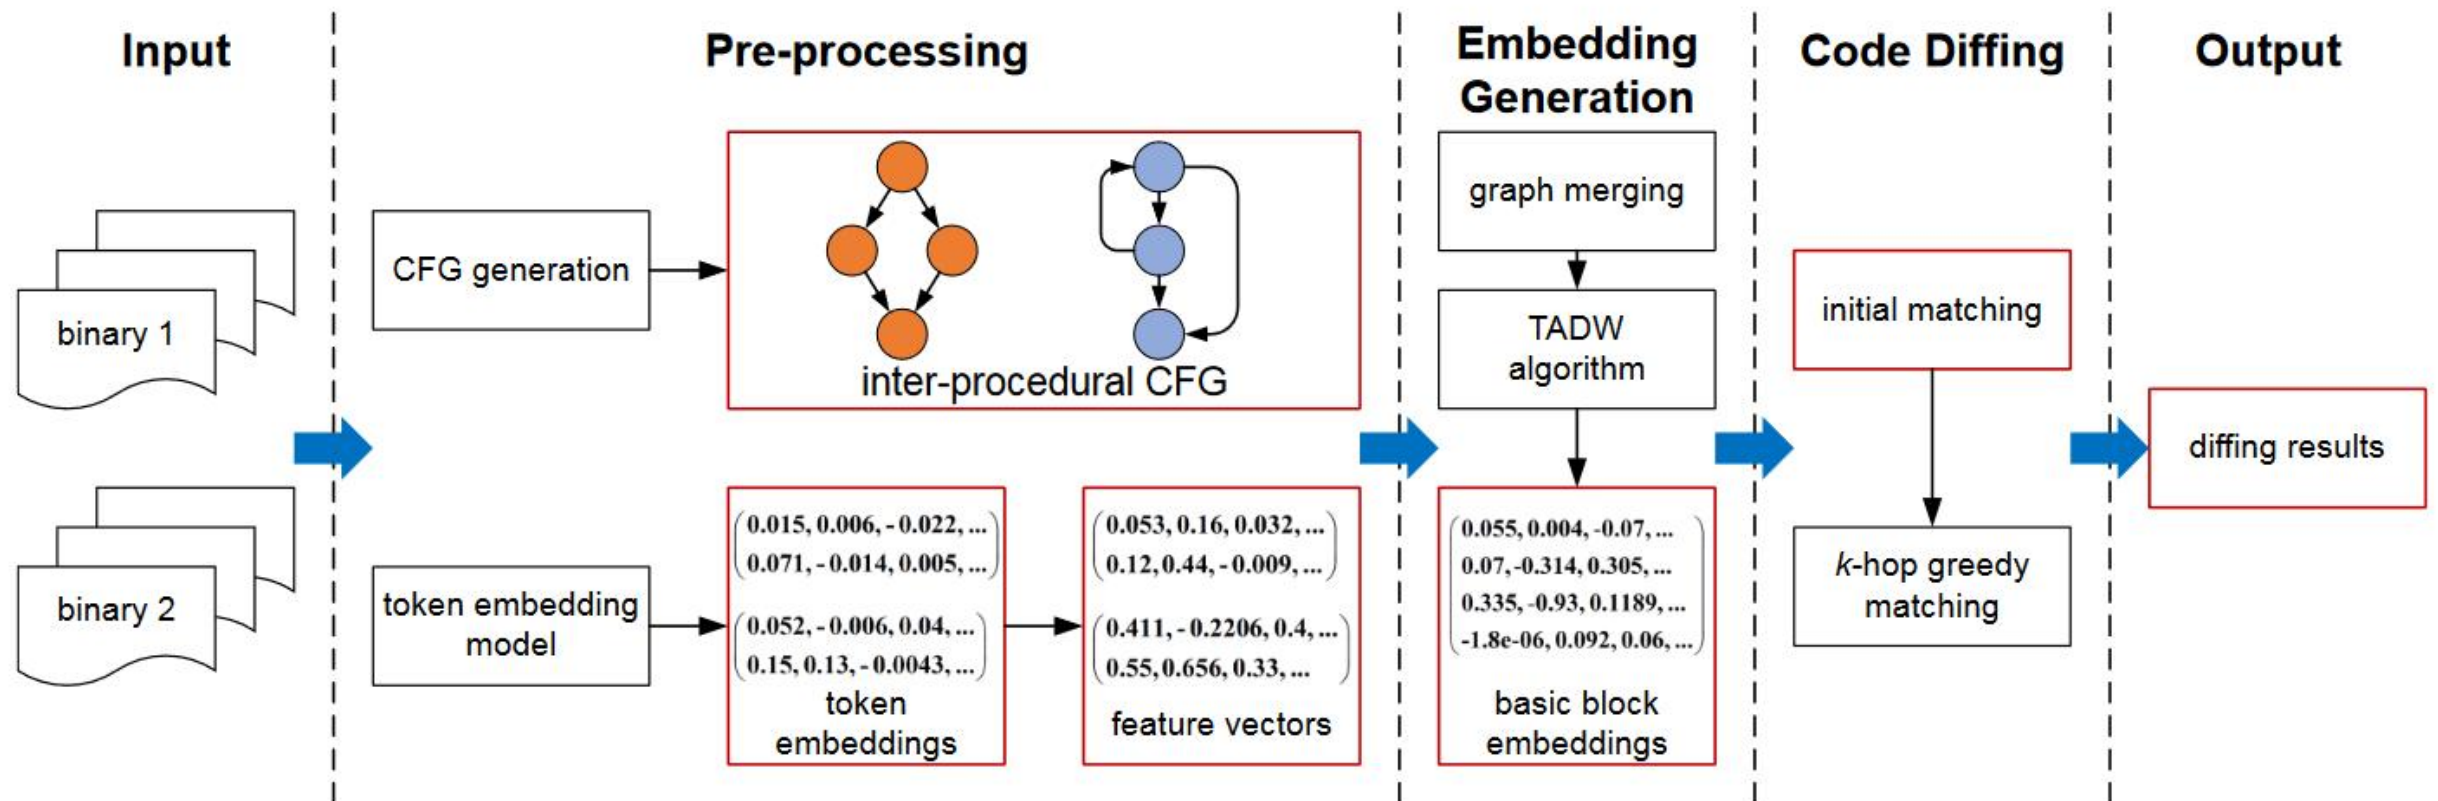 Input
Pre-processing
Embedding
Generation
Code Diffing
Output
binary 1
binary 2
CFG generation
inter-procedural CFG
token embedding
model
0.015, 0.006, - 0.022, ...
0.071, - 0.014, 0.005, ...
0.052, - 0.006, 0.04, ...
0.15, 0.13, - 0.0043, ...
token
embeddings
0.053, 0.16, 0.032, ...
0.12, 0.44, - 0.009, ...
0.411, - 0.2206, 0.4, ...
0.55, 0.656, 0.33, ...
feature vectors
graph merging
TADW
algorithm
0.055, 0.004, -0.07, ...
0.07, -0.314, 0.305, ...
0.335, -0.93, 0.1189, ...
-1.8e-06, 0.092, 0.06, ...
basic block
embeddings
initial matching
k-hop greedy
matching
diffing results